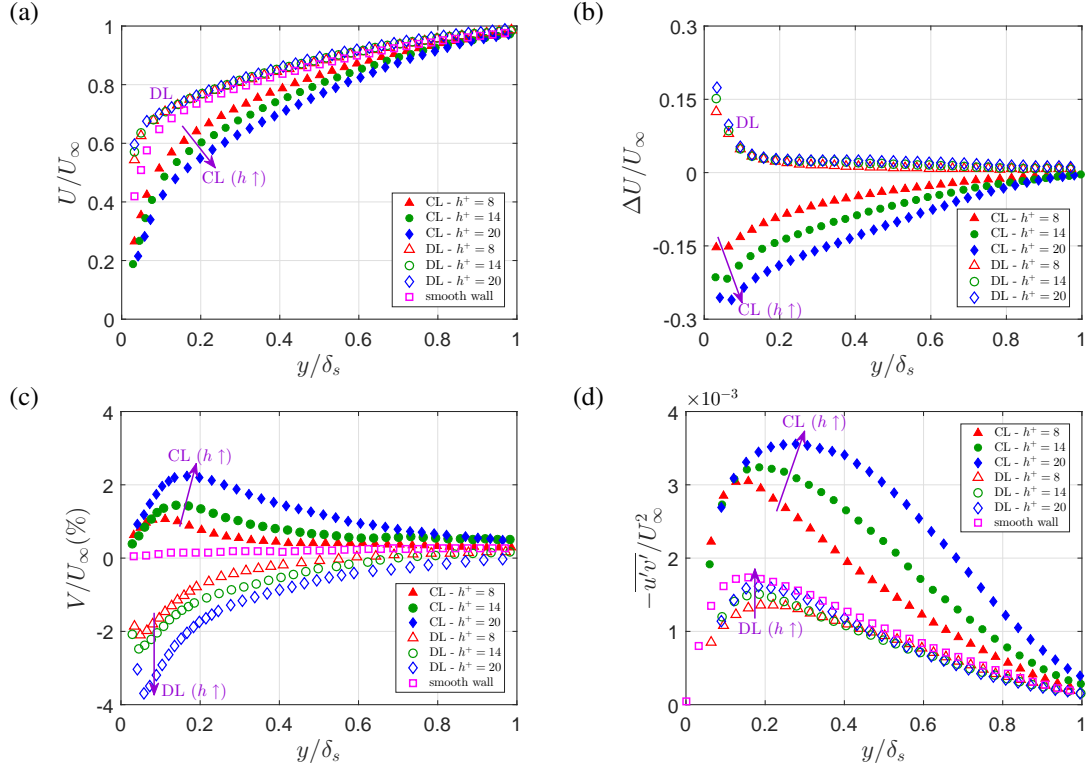 (a)
1
0.8
0.6
0.4
0.2
0
U/U∞
DL
CL (h ↑)
CL - h⁺ = 8
CL - h⁺ = 14
CL - h⁺ = 20
DL - h⁺ = 8
DL - h⁺ = 14
DL - h⁺ = 20
smooth wall
0 0.2 0.4 0.6 0.8 1
y/δₛ
(b)
0.3
0.15
0
-0.15
-0.3
ΔU/U∞
DL
CL (h ↑)
CL - h⁺ = 8
CL - h⁺ = 14
CL - h⁺ = 20
DL - h⁺ = 8
DL - h⁺ = 14
DL - h⁺ = 20
0 0.2 0.4 0.6 0.8 1
y/δₛ
(c)
4
2
0
-2
-4
V/U∞(%)
CL (h ↑)
DL (h ↑)
CL - h⁺ = 8
CL - h⁺ = 14
CL - h⁺ = 20
DL - h⁺ = 8
DL - h⁺ = 14
DL - h⁺ = 20
smooth wall
0 0.2 0.4 0.6 0.8 1
y/δₛ
(d)
×10⁻³
4
3
2
1
0
-u′v′/U∞²
CL (h ↑)
DL (h ↑)
CL - h⁺ = 8
CL - h⁺ = 14
CL - h⁺ = 20
DL - h⁺ = 8
DL - h⁺ = 14
DL - h⁺ = 20
smooth wall
0 0.2 0.4 0.6 0.8 1
y/δₛ